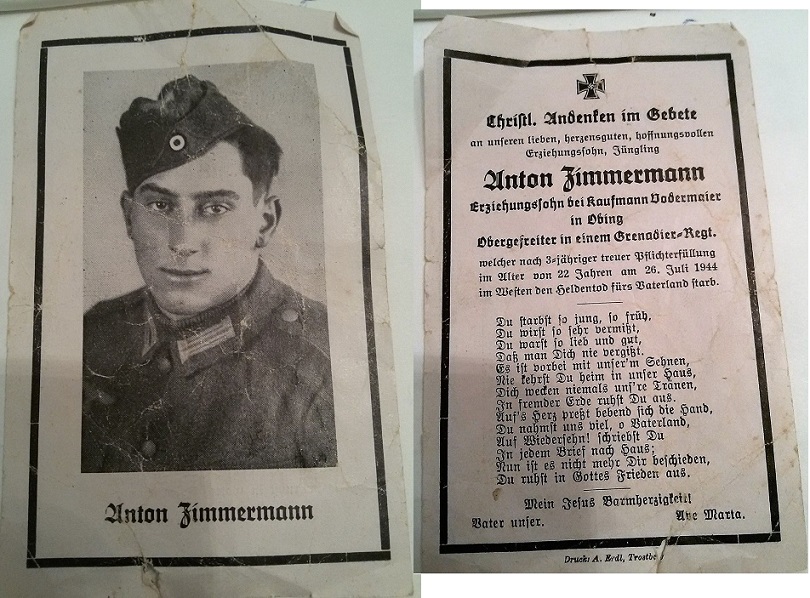 Anton Zimmermann
Christl. Andenken im Gebete
an unseren lieben, herzensguten, hoffnungsvollen
Erziehungssohn, Jüngling
Anton Zimmermann
Erziehungssohn bei Kaufmann Bodermaier
in Obing
Obergefreiter in einem Grenadier-Regt.
welcher nach 3-jähriger treuer Pflichterfüllung
im Alter von 22 Jahren am 26. Juli 1944
im Westen den Heldentod fürs Vaterland starb.
Du starbst so jung, so früh,
Du wirst so sehr vermißt,
Du warst so lieb und gut,
Daß man Dich nie vergißt.
Es ist vorbei mit unser'm Sehnen,
Nie kehrst Du heim in unser Haus,
Dich wecken niemals uns're Tränen,
In fremder Erde ruhst Du aus.
Auf's Herz preßt bebend sich die Hand,
Du nahmst uns viel, o Vaterland,
Auf Wiedersehn! schriebst Du
In jedem Brief nach Haus;
Nun ist es nicht mehr Dir beschieden,
Du ruhst in Gottes Frieden aus.
Mein Jesus Barmherzigkeit!
Vater unser. Ave Maria.
Druck: A. Erdl, Trostberg